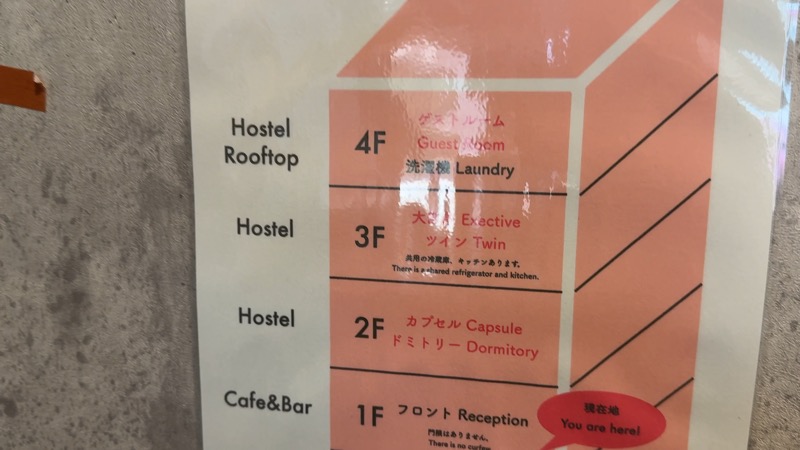 Hostel
Rooftop
4F
ゲストルーム
Guest Room
洗濯機 Laundry
Hostel
3F
Exective
ツイン Twin
共用の冷蔵庫、キッチンあります。
There is a shared refrigerator and kitchen.
Hostel
2F
カプセル Capsule
ドミトリー Dormitory
Cafe&Bar
1F
フロント Reception
門限はありません。
There is no curfew.
現在地
You are here!